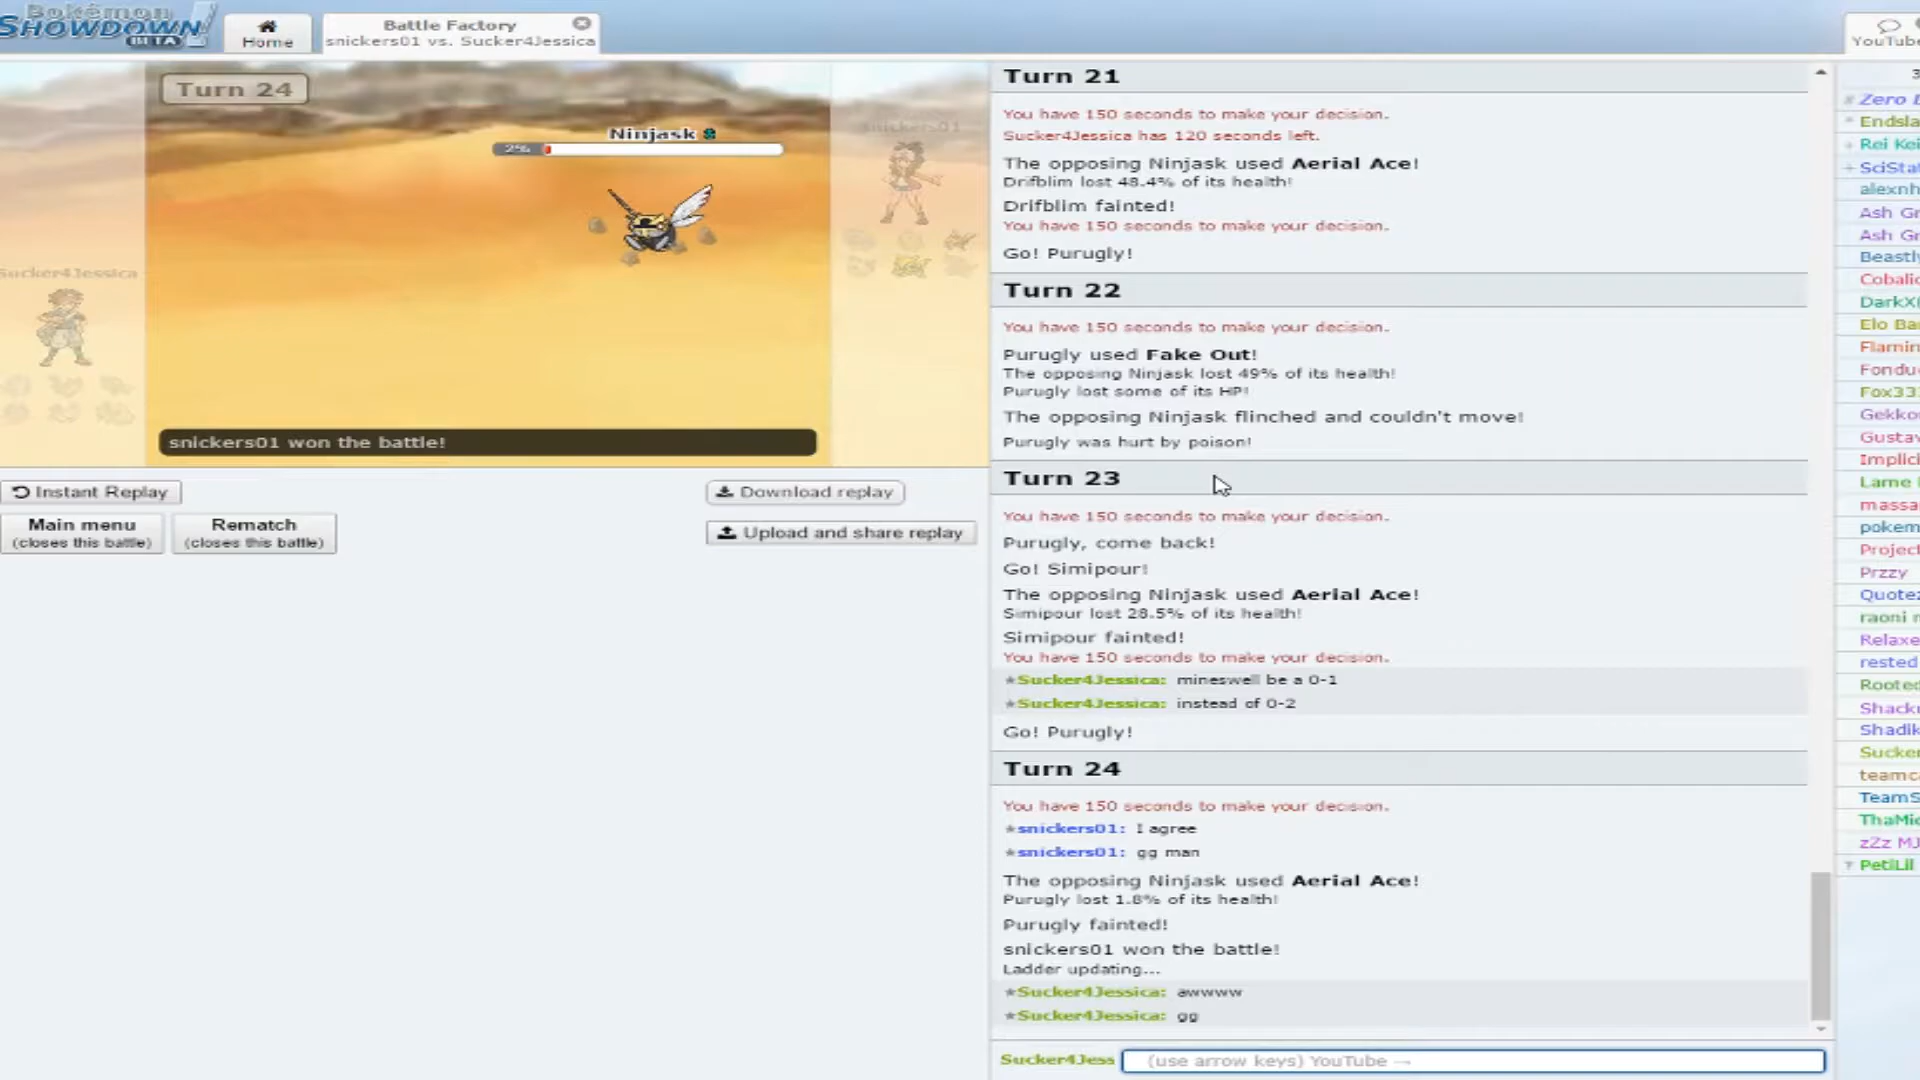 Pokémon
SHOWDOWN!
BETA
Home
Battle Factory
snickers01 vs. Sucker4Jessica
YouTube
Turn 24
Ninjask
2%
snickers01
Sucker4Jessica
snickers01 won the battle!
Instant Replay
Download replay
Main menu
(closes this battle)
Rematch
(closes this battle)
Upload and share replay
Turn 21
You have 150 seconds to make your decision.
Sucker4Jessica has 120 seconds left.
The opposing Ninjask used Aerial Ace!
Drifblim lost 48.4% of its health!
Drifblim fainted!
You have 150 seconds to make your decision.
Go! Purugly!
Turn 22
You have 150 seconds to make your decision.
Purugly used Fake Out!
The opposing Ninjask lost 49% of its health!
Purugly lost some of its HP!
The opposing Ninjask flinched and couldn't move!
Purugly was hurt by poison!
Turn 23
You have 150 seconds to make your decision.
Purugly, come back!
Go! Simipour!
The opposing Ninjask used Aerial Ace!
Simipour lost 28.5% of its health!
Simipour fainted!
You have 150 seconds to make your decision.
★Sucker4Jessica: mineswell be a 0-1
★Sucker4Jessica: instead of 0-2
Go! Purugly!
Turn 24
You have 150 seconds to make your decision.
★snickers01: I agree
★snickers01: gg man
The opposing Ninjask used Aerial Ace!
Purugly lost 1.8% of its health!
Purugly fainted!
snickers01 won the battle!
Ladder updating...
★Sucker4Jessica: awwww
★Sucker4Jessica: gg
Sucker4Jess
(use arrow keys) YouTube →
3
Zero
Endsla
Rei Kei
SciSta
alexnh
Ash Gr
Ash Gr
Beastly
Cobalio
DarkX
Elo Ba
Flamin
Fondu
Fox33
Gekko
Gustav
Implici
Lame
massa
pokem
Project
Przzy
Quotez
raoni
Relaxe
rested
Rooted
Shack
Shadik
Sucker
teamc
TeamS
ThaMic
zZz MJ
PetiLil